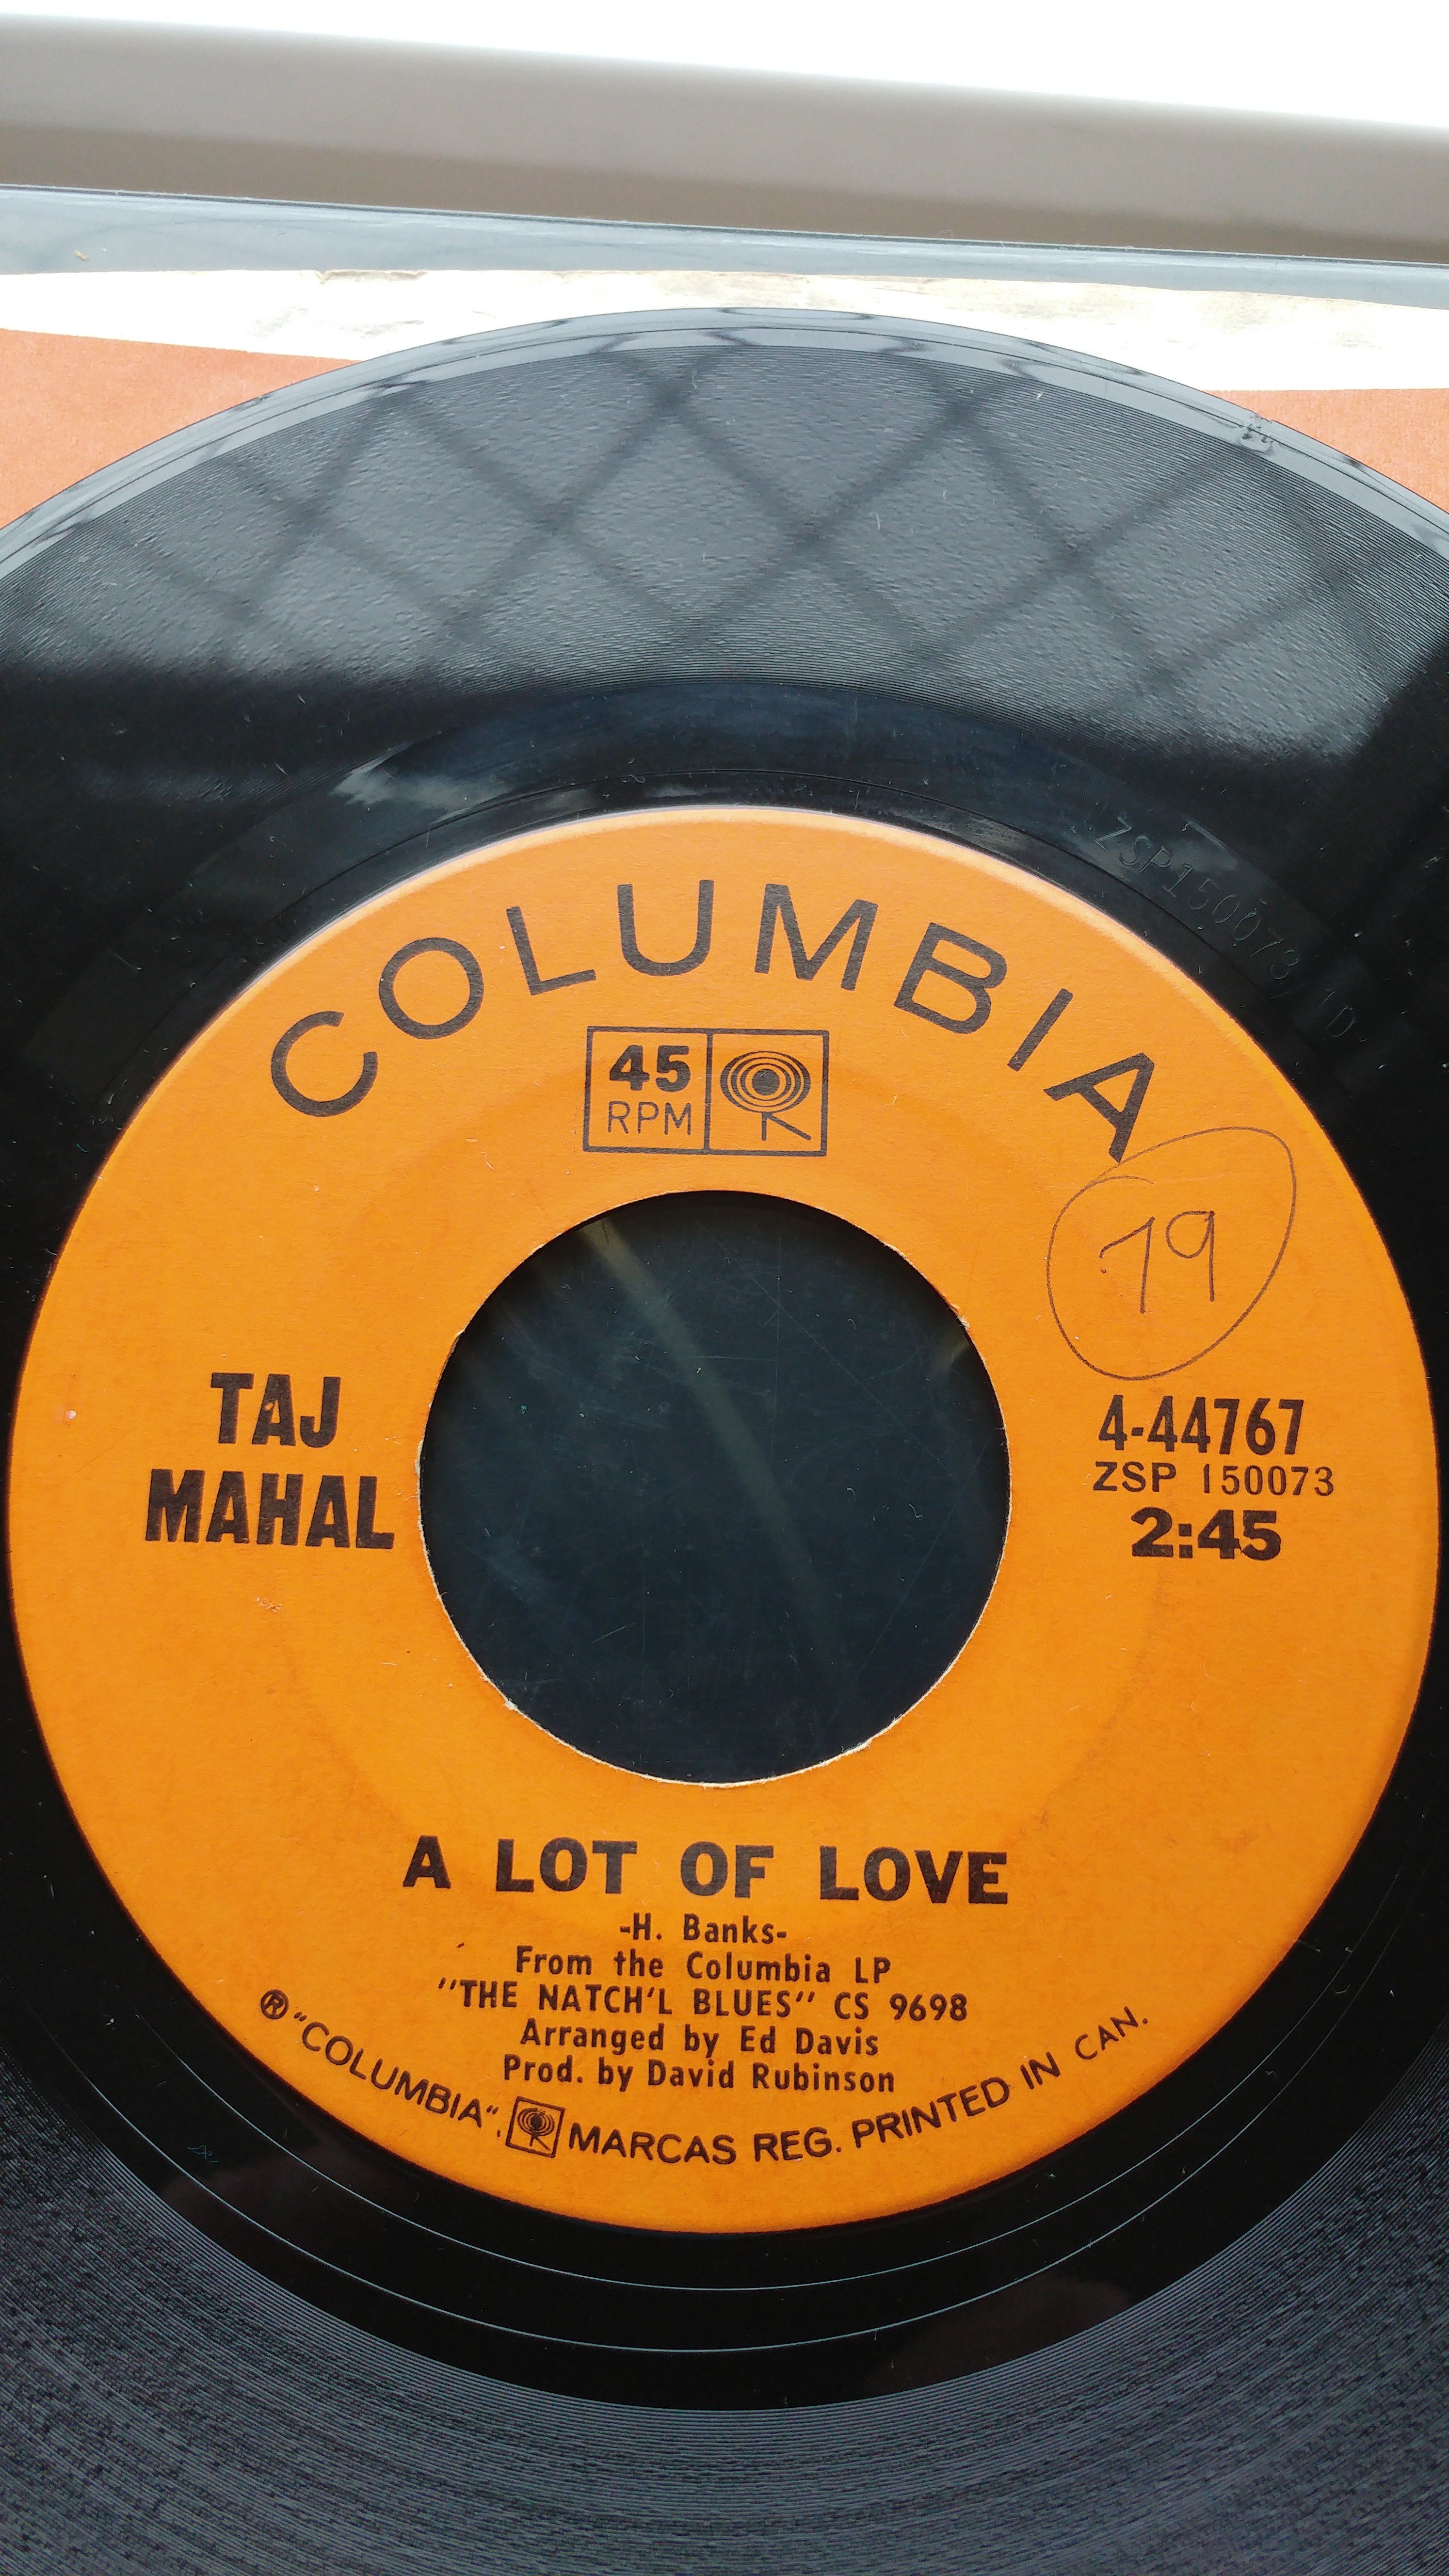 COLUMBIA
45
RPM
19
TAJ
MAHAL
4-44767
ZSP 150073
2:45
A LOT OF LOVE
-H. Banks-
From the Columbia LP
"THE NATCH'L BLUES" CS 9698
Arranged by Ed Davis
Prod. by David Rubinson
® "COLUMBIA", MARCAS REG. PRINTED IN CAN.
ZSP150073